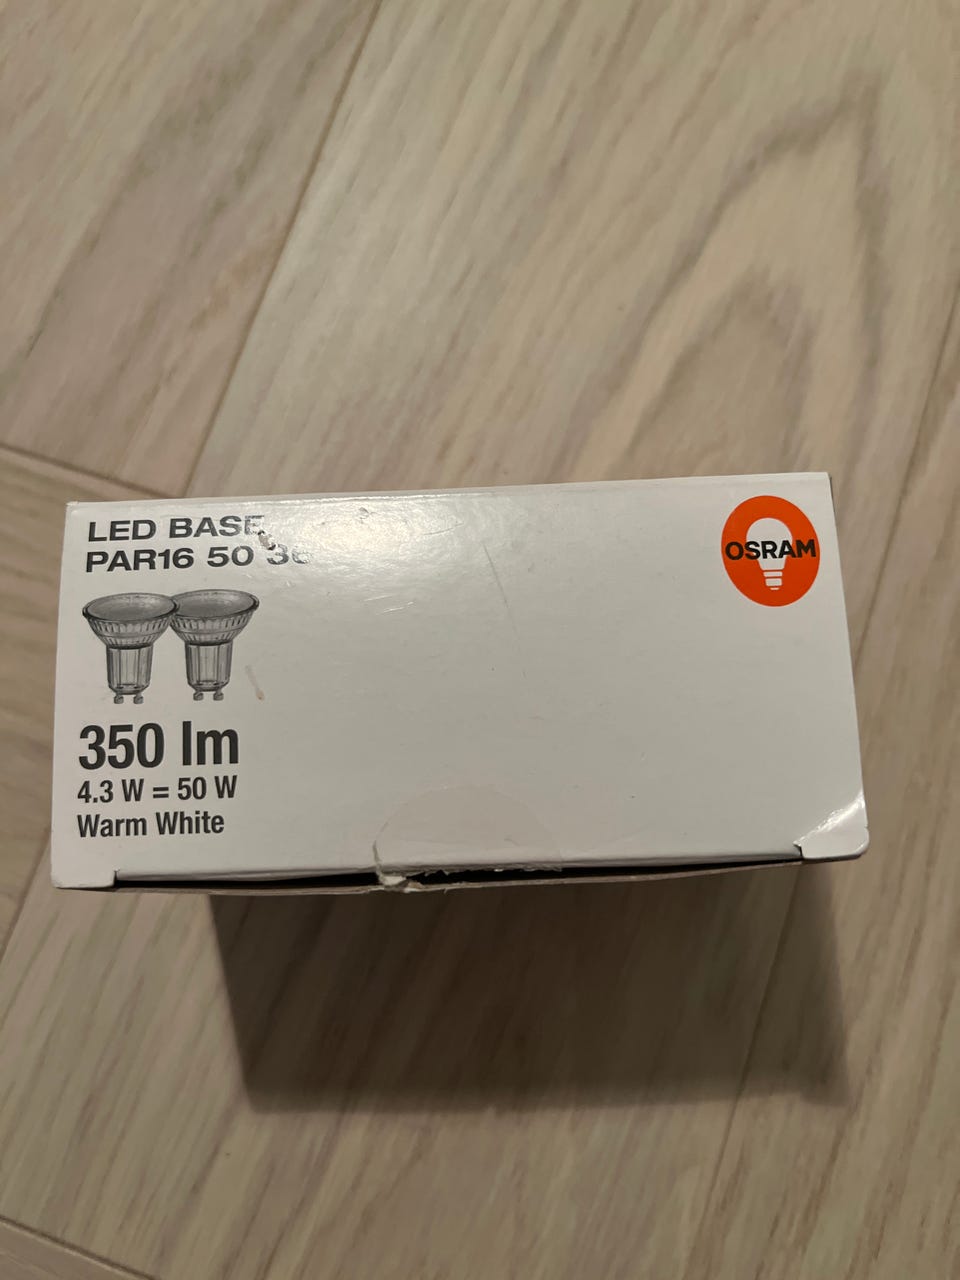 LED BASE
PAR16 50
OSRAM
350 lm
4.3 W = 50 W
Warm White